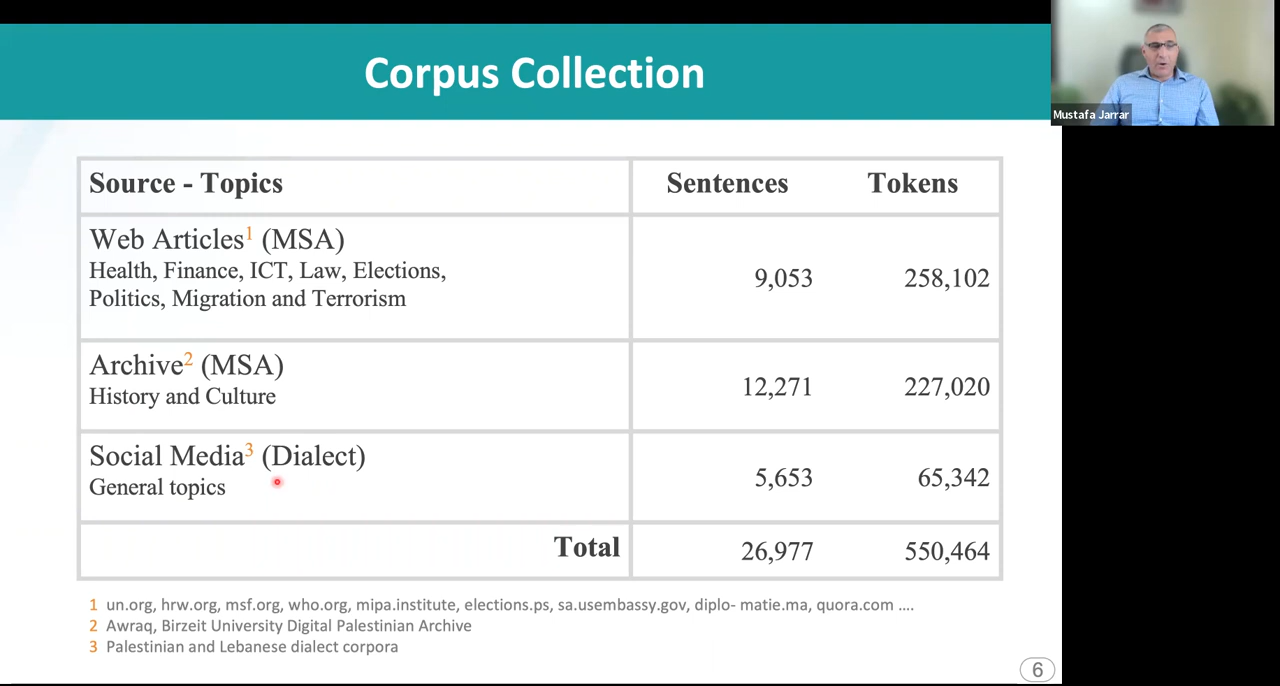 Corpus Collection
Mustafa Jarrar
Source - Topics Sentences Tokens
Web Articles1 (MSA)
Health, Finance, ICT, Law, Elections,
Politics, Migration and Terrorism
9,053 258,102
Archive2 (MSA)
History and Culture
12,271 227,020
Social Media3 (Dialect)
General topics
5,653 65,342
Total 26,977 550,464
1 un.org, hrw.org, msf.org, who.org, mipa.institute, elections.ps, sa.usembassy.gov, diplo- matie.ma, quora.com ....
2 Awraq, Birzeit University Digital Palestinian Archive
3 Palestinian and Lebanese dialect corpora
6